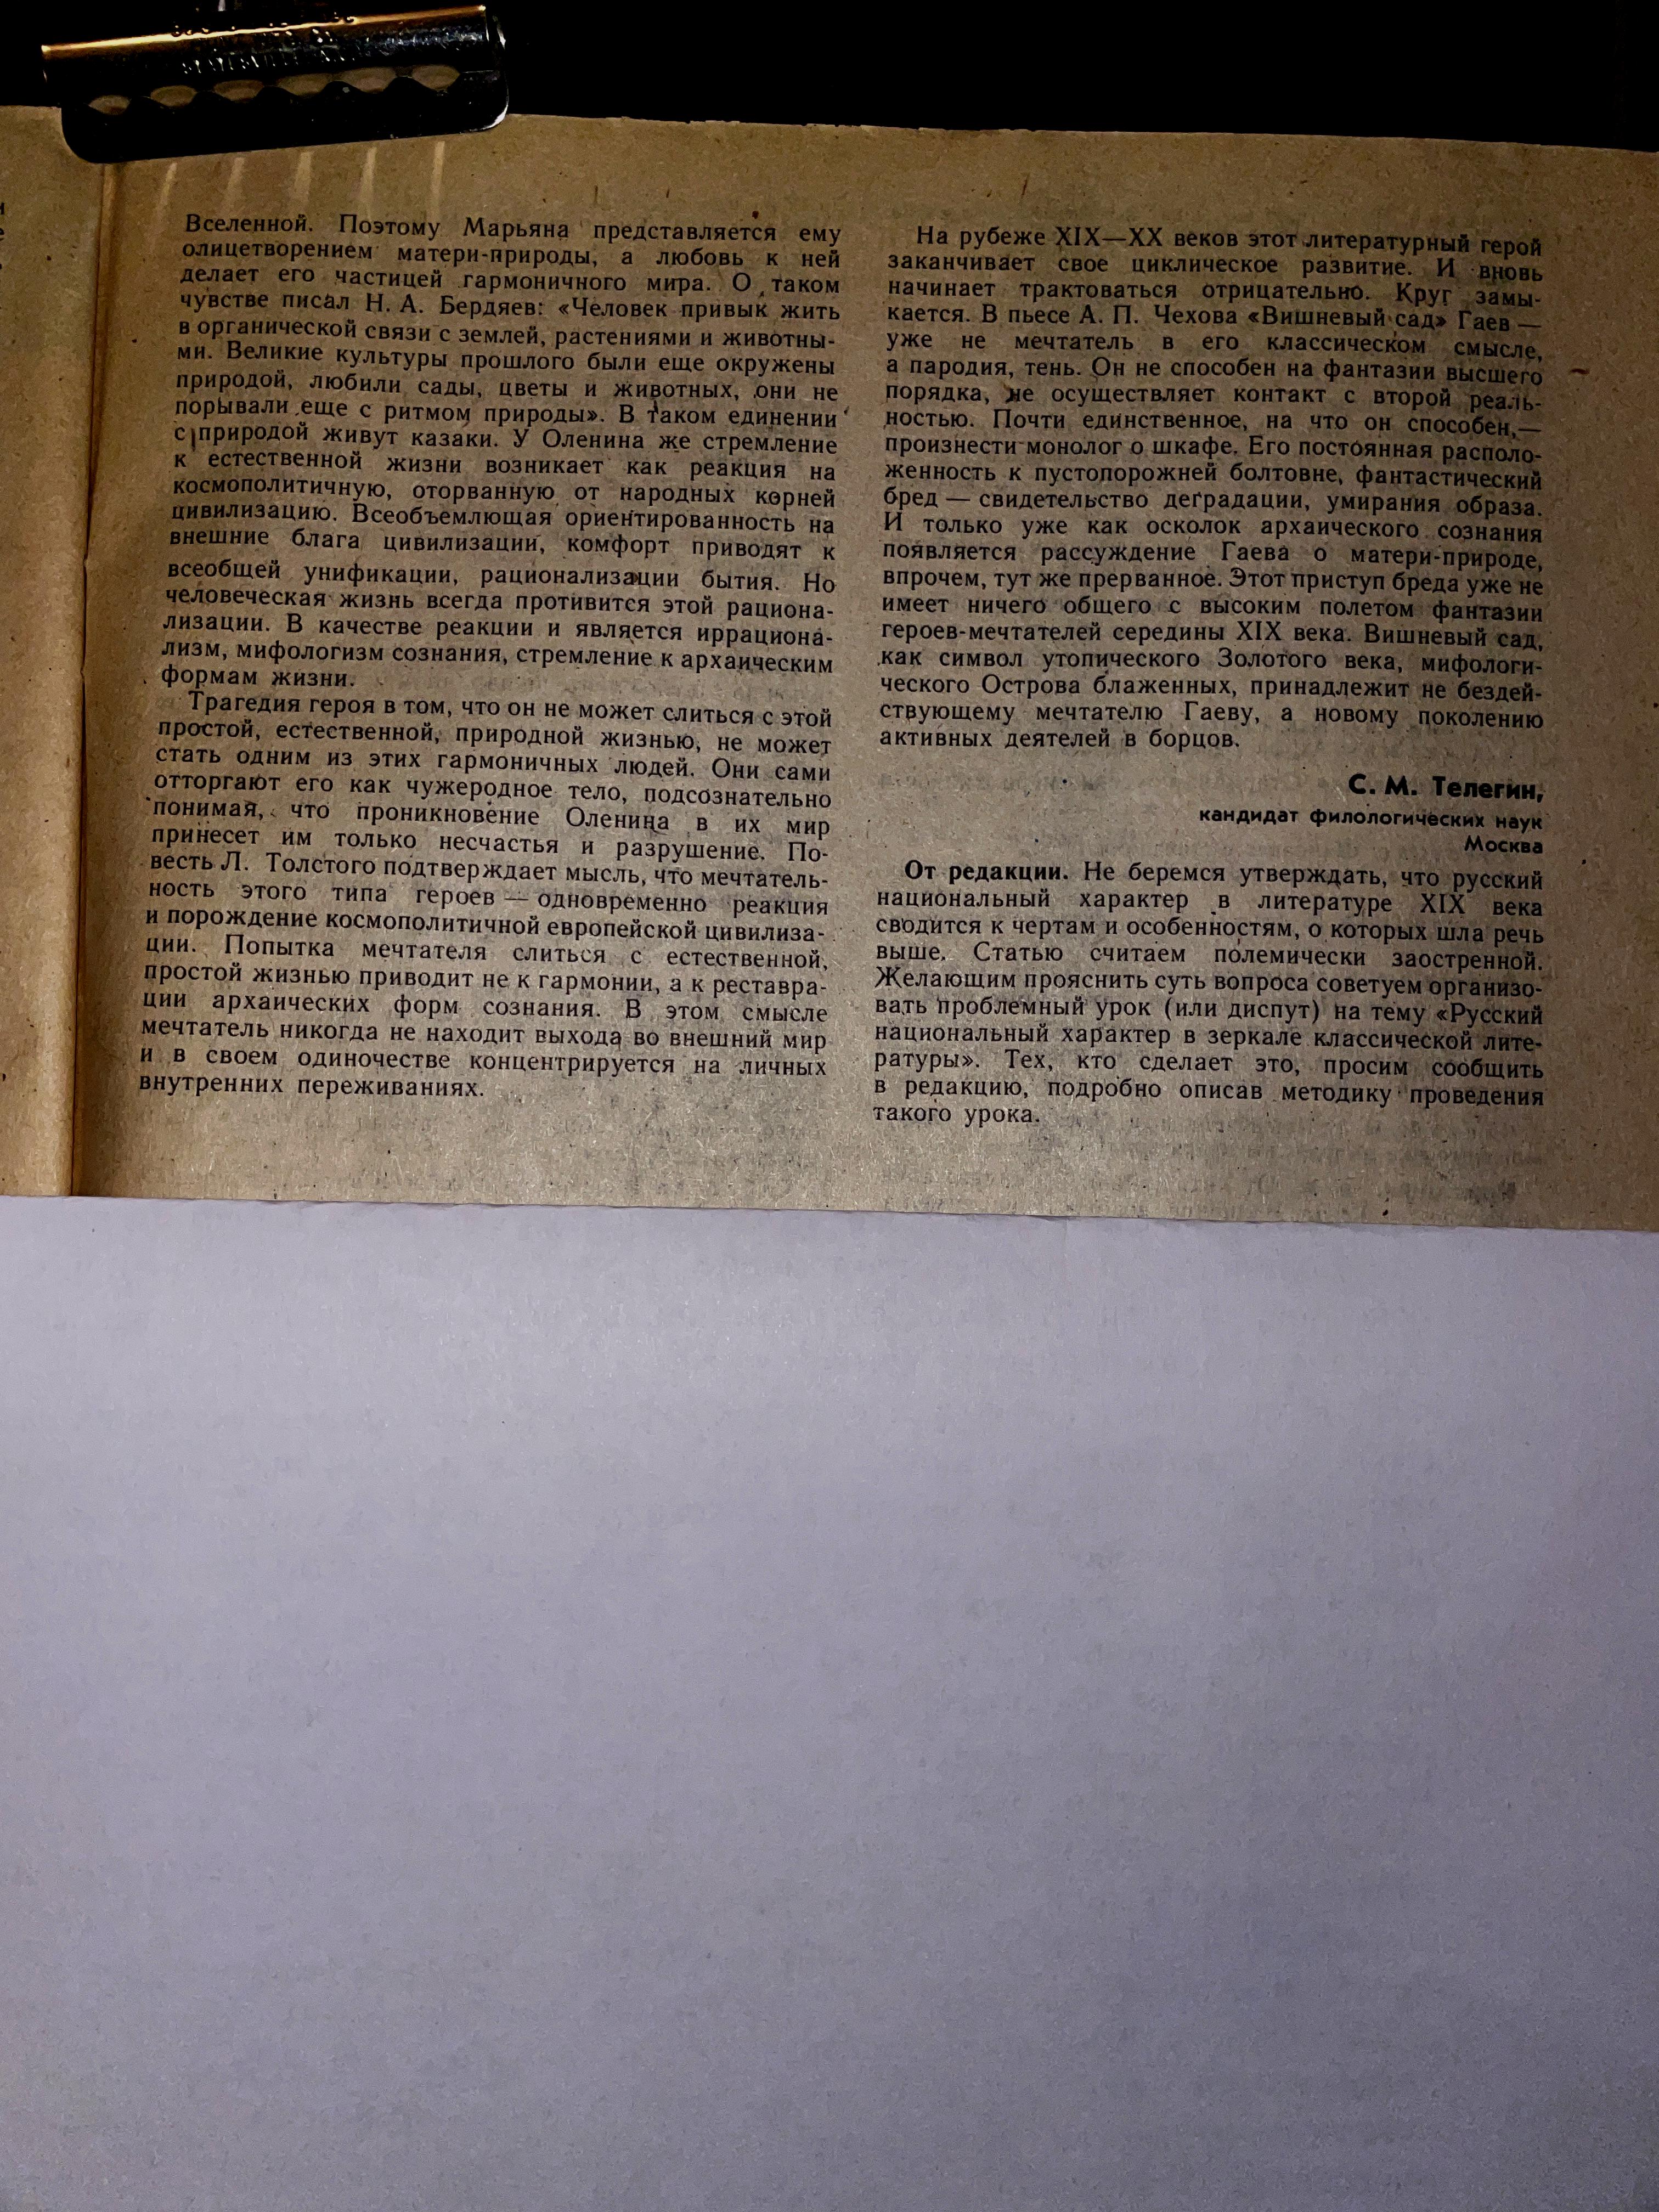 Вселенной. Поэтому Марьяна представляется ему
олицетворением матери-природы, а любовь к ней
делает его частицей гармоничного мира. О таком
чувстве писал Н. А. Бердяев: «Человек привык жить
в органической связи с землей, растениями и животны-
ми. Великие культуры прошлого были еще окружены
природой, любили сады, цветы и животных, они не
порывали еще с ритмом природы». В таком единении
с природой живут казаки. У Оленина же стремление
к естественной жизни возникает как реакция на
космополитичную, оторванную от народных корней
цивилизацию. Всеобъемлющая ориентированность на
внешние блага цивилизации, комфорт приводят к
всеобщей унификации, рационализации бытия. Но
человеческая жизнь всегда противится этой рациона-
лизации. В качестве реакции и является иррациона-
лизм, мифологизм сознания, стремление к архаическим
формам жизни.
Трагедия героя в том, что он не может слиться с этой
простой, естественной, природной жизнью, не может
стать одним из этих гармоничных людей. Они сами
отторгают его как чужеродное тело, подсознательно
понимая, что проникновение Оленина в их мир
принесет им только несчастья и разрушение. По-
весть Л. Толстого подтверждает мысль, что мечтатель-
ность этого типа героев — одновременно реакция
и порождение космополитичной европейской цивилиза-
ции. Попытка мечтателя слиться с естественной,
простой жизнью приводит не к гармонии, а к реставра-
ции архаических форм сознания. В этом смысле
мечтатель никогда не находит выхода во внешний мир
и в своем одиночестве концентрируется на личных
внутренних переживаниях.
На рубеже XIX—XX веков этот литературный герой
заканчивает свое циклическое развитие. И вновь
начинает трактоваться отрицательно. Круг замы-
кается. В пьесе А. П. Чехова «Вишневый сад» Гаев —
уже не мечтатель в его классическом смысле,
а пародия, тень. Он не способен на фантазии высшего
порядка, не осуществляет контакт с второй реаль-
ностью. Почти единственное, на что он способен,—
произнести монолог о шкафе. Его постоянная располо-
женность к пустопорожней болтовне, фантастический
бред — свидетельство деградации, умирания образа.
И только уже как осколок архаического сознания
появляется рассуждение Гаева о матери-природе,
впрочем, тут же прерванное. Этот приступ бреда уже не
имеет ничего общего с высоким полетом фантазии
героев-мечтателей середины XIX века. Вишневый сад,
как символ утопического Золотого века, мифологи-
ческого Острова блаженных, принадлежит не бездей-
ствующему мечтателю Гаеву, а новому поколению
активных деятелей в борцов.
С. М. Телегин,
кандидат филологических наук
Москва
От редакции. Не беремся утверждать, что русский
национальный характер в литературе XIX века
сводится к чертам и особенностям, о которых шла речь
выше. Статью считаем полемически заостренной.
Желающим прояснить суть вопроса советуем организо-
вать проблемный урок (или диспут) на тему «Русский
национальный характер в зеркале классической лите-
ратуры». Тех, кто сделает это, просим сообщить
в редакцию, подробно описав методику проведения
такого урока.